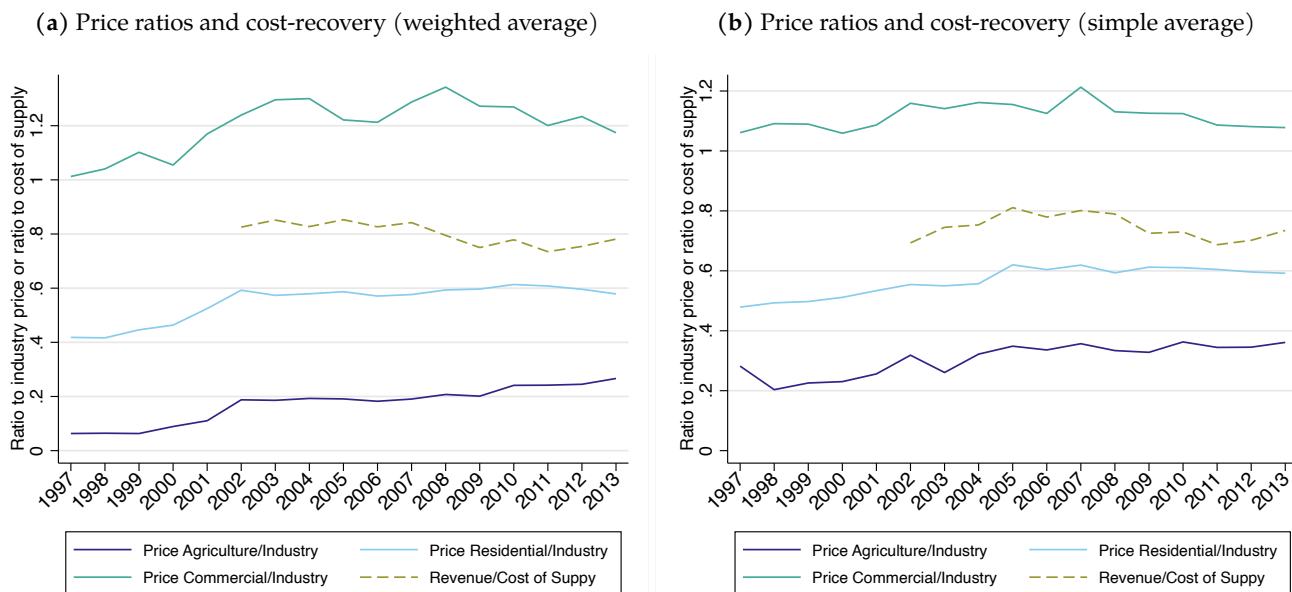 (a) Price ratios and cost-recovery (weighted average)
Ratio to industry price or ratio to cost of supply
0 .2 .4 .6 .8 1 1.2
1997 1998 1999 2000 2001 2002 2003 2004 2005 2006 2007 2008 2009 2010 2011 2012 2013
Price Agriculture/Industry Price Residential/Industry
Price Commercial/Industry Revenue/Cost of Suppy
(b) Price ratios and cost-recovery (simple average)
Ratio to industry price or ratio to cost of supply
0 .2 .4 .6 .8 1 1.2
1997 1998 1999 2000 2001 2002 2003 2004 2005 2006 2007 2008 2009 2010 2011 2012 2013
Price Agriculture/Industry Price Residential/Industry
Price Commercial/Industry Revenue/Cost of Suppy